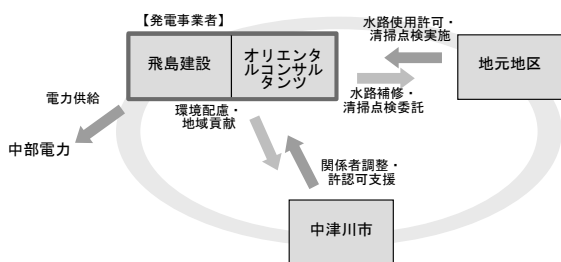 【発電事業者】
飛島建設
オリエンタ
ルコンサル
タンツ
水路使用許可・
清掃点検実施
地元地区
水路補修・
清掃点検委託
電力供給
中部電力
環境配慮・
地域貢献
関係者調整・
許認可支援
中津川市